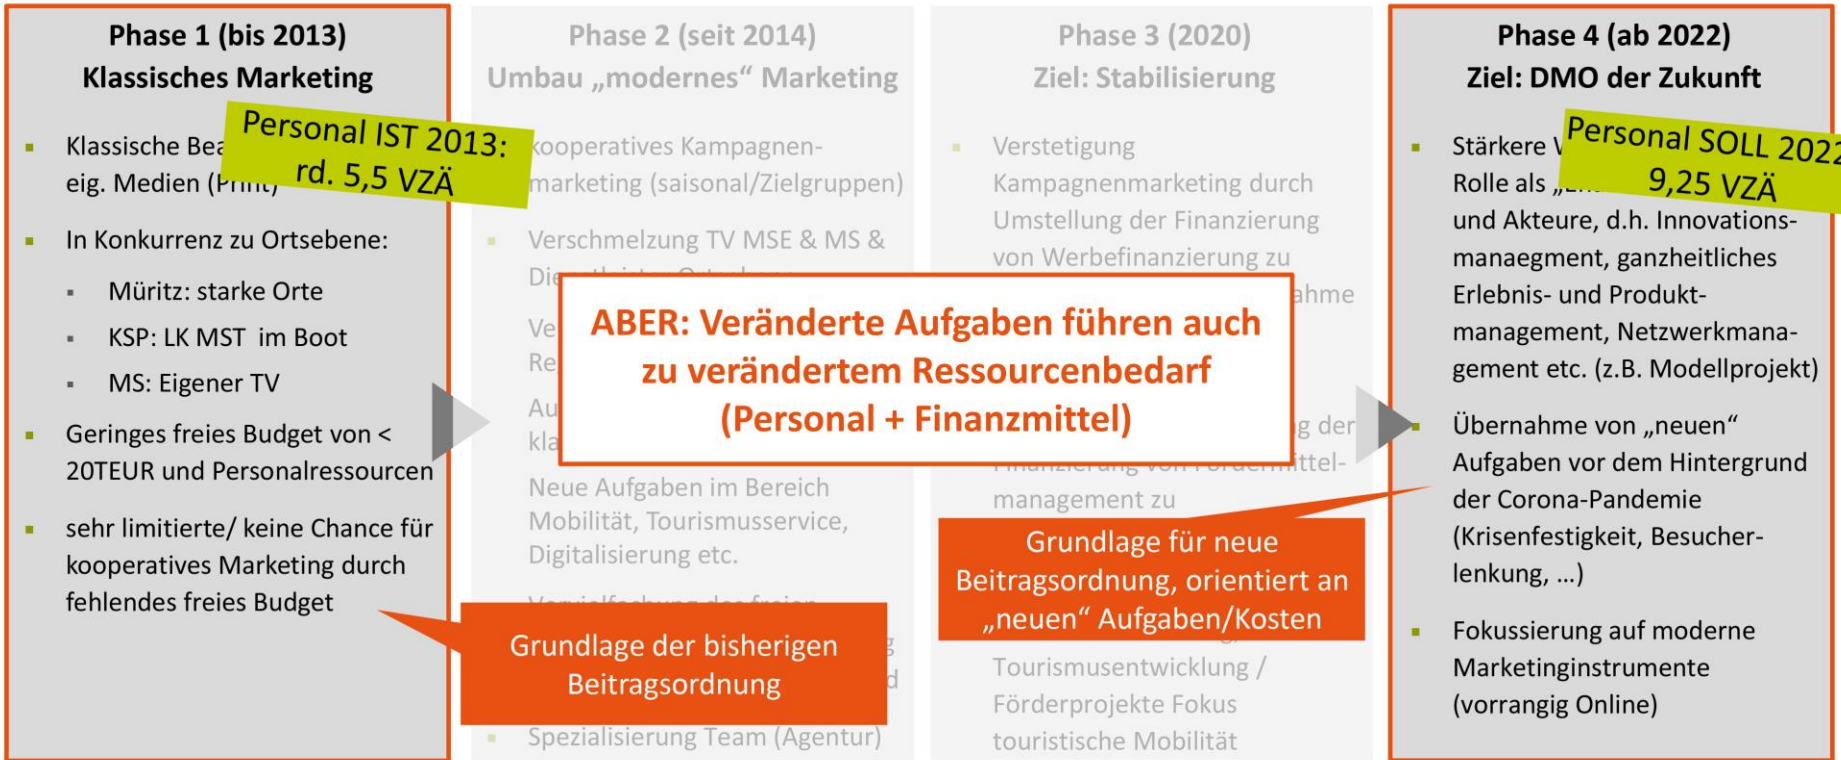 Phase 1 (bis 2013)
Klassisches Marketing
Klassische
eig. Medien (Print)
In Konkurrenz zu Ortsebene:
Müritz: starke Orte
KSP: LK MST im Boot
MS: Eigener TV
Geringes freies Budget von <
20TEUR und Personalressourcen
sehr limitierte/ keine Chance für
kooperatives Marketing durch
fehlendes freies Budget
Personal IST 2013:
rd. 5,5 VZÄ
Phase 2 (seit 2014)
Umbau „modernes“ Marketing
kooperatives Kampagnen-
marketing (saisonal/Zielgruppen)
Verschmelzung TV MSE & MS &
Neue Aufgaben im Bereich
Mobilität, Tourismusservice,
Digitalisierung etc.
Spezialisierung Team (Agentur)
Grundlage der bisherigen
Beitragsordnung
ABER: Veränderte Aufgaben führen auch
zu verändertem Ressourcenbedarf
(Personal + Finanzmittel)
Phase 3 (2020)
Ziel: Stabilisierung
Verstetigung
Kampagnenmarketing durch
Umstellung der Finanzierung
von Werbefinanzierung zu
der
management zu
Tourismusentwicklung /
Förderprojekte Fokus
touristische Mobilität
Grundlage für neue
Beitragsordnung, orientiert an
„neuen“ Aufgaben/Kosten
Phase 4 (ab 2022)
Ziel: DMO der Zukunft
Stärkere
Rolle als
und Akteure, d.h. Innovations-
manaegment, ganzheitliches
Erlebnis- und Produkt-
management, Netzwerkmana-
gement etc. (z.B. Modellprojekt)
Übernahme von „neuen“
Aufgaben vor dem Hintergrund
der Corona-Pandemie
(Krisenfestigkeit, Besucher-
lenkung, …)
Fokussierung auf moderne
Marketinginstrumente
(vorrangig Online)
Personal SOLL 2022
9,25 VZÄ